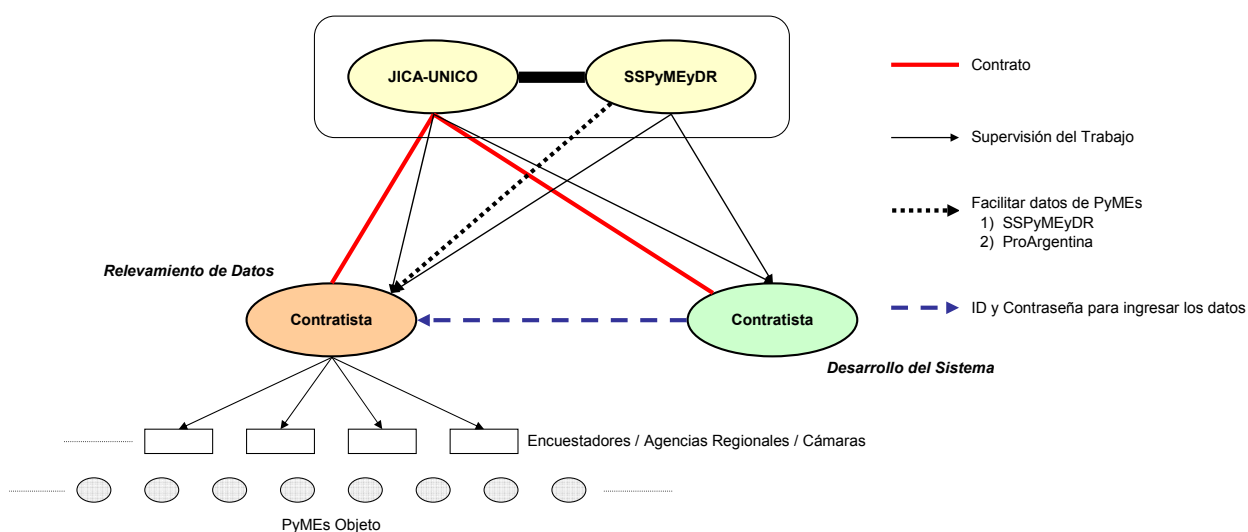 JICA-UNICO
SSPyMEyDR
Contrato
Supervisión del Trabajo
Facilitar datos de PyMEs
1) SSPyMEyDR
2) ProArgentina
Relevamiento de Datos
Contratista
Contratista
ID y Contraseña para ingresar los datos
Desarrollo del Sistema
Encuestadores / Agencias Regionales / Cámaras
PyMEs Objeto